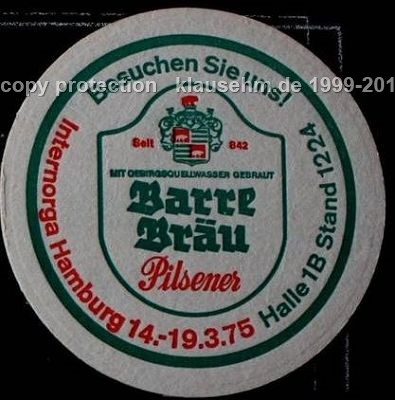 copy protection klausehm.de 1999-201
Besuchen Sie uns!
Seit 842
MIT GEBIRGSQUELLWASSER GEBRAUT
Barre
Bräu
Pilsener
Internorga Hamburg 14.-19.3.75 Halle 1B Stand 1224